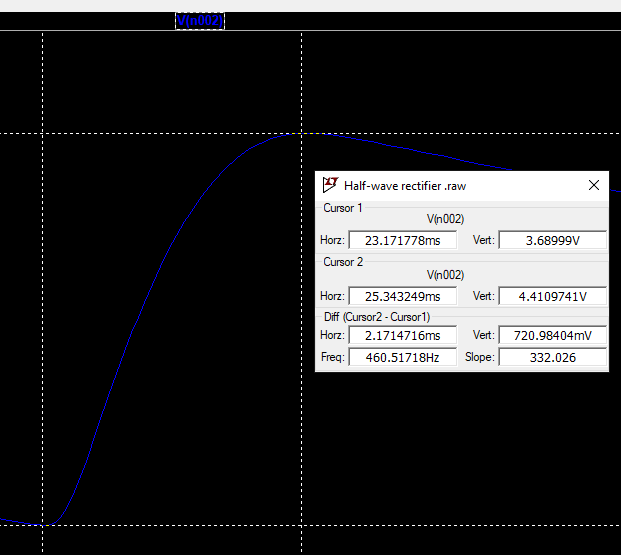 V(n002)
Half-wave rectifier .raw
Cursor 1
V(n002)
Horz: 23.171778ms Vert: 3.68999V
Cursor 2
V(n002)
Horz: 25.343249ms Vert: 4.4109741V
Diff (Cursor2 - Cursor1)
Horz: 2.1714716ms Vert: 720.98404mV
Freq: 460.51718Hz Slope: 332.026